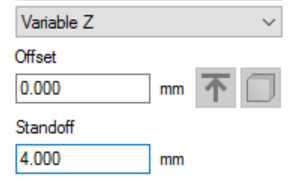 Variable Z
Offset
0.000 mm
Standoff
4.000 mm